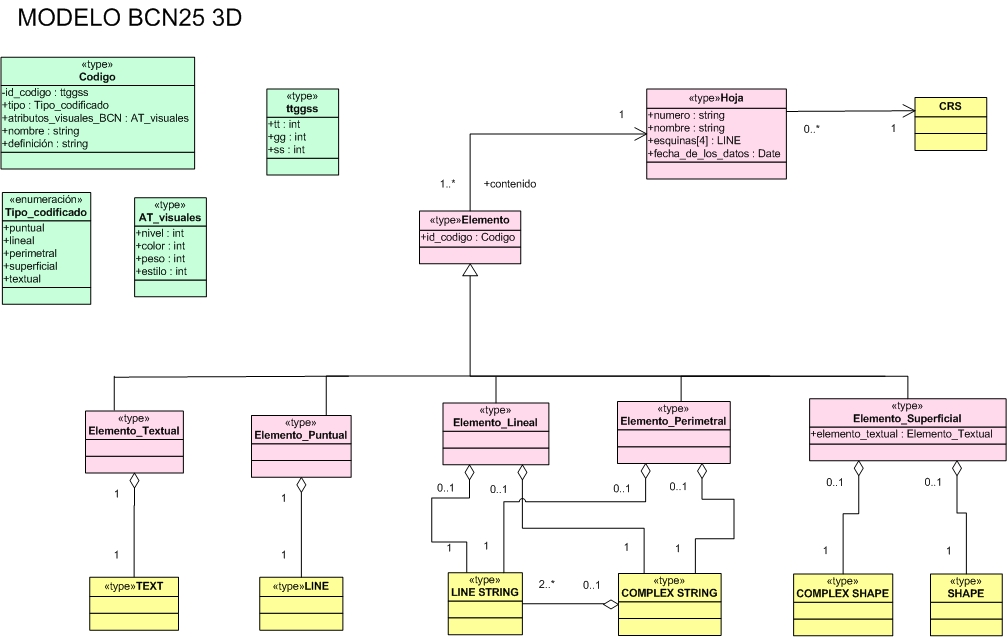 MODELO BCN25 3D
«type»
Codigo
-id_codigo : ttggss
+tipo : Tipo_codificado
+atributos_visuales_BCN : AT_visuales
+nombre : string
+definición : string
«type»
ttggss
+tt : int
+gg : int
+ss : int
«enumeración»
Tipo_codificado
+puntual
+lineal
+perimetral
+superficial
+textual
«type»
AT_visuales
+nivel : int
+color : int
+peso : int
+estilo : int
«type»Hoja
+numero : string
+nombre : string
+esquinas[4] : LINE
+fecha_de_los_datos : Date
1
0..*
1
CRS
1..*
+contenido
«type»Elemento
+id_codigo : Codigo
«type»
Elemento_Textual
«type»
Elemento_Puntual
«type»
Elemento_Lineal
«type»
Elemento_Perimetral
«type»
Elemento_Superficial
+elemento_textual : Elemento_Textual
1
1
0..1
0..1
0..1
0..1
0..1
0..1
1
1
1
1
1
1
1
1
«type»TEXT
«type»LINE
«type»
LINE STRING
2..*
0..1
«type»
COMPLEX STRING
«type»
COMPLEX SHAPE
«type»
SHAPE